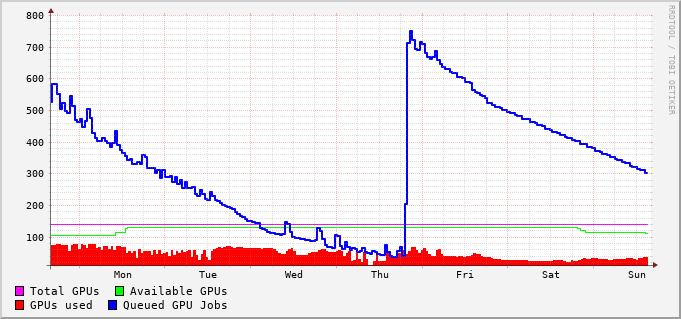 800
700
600
500
400
300
200
100
Mon Tue Wed Thu Fri Sat Sun
Total GPUs Available GPUs
GPUs used Queued GPU Jobs
RRDTOOL / TOBI OETIKER